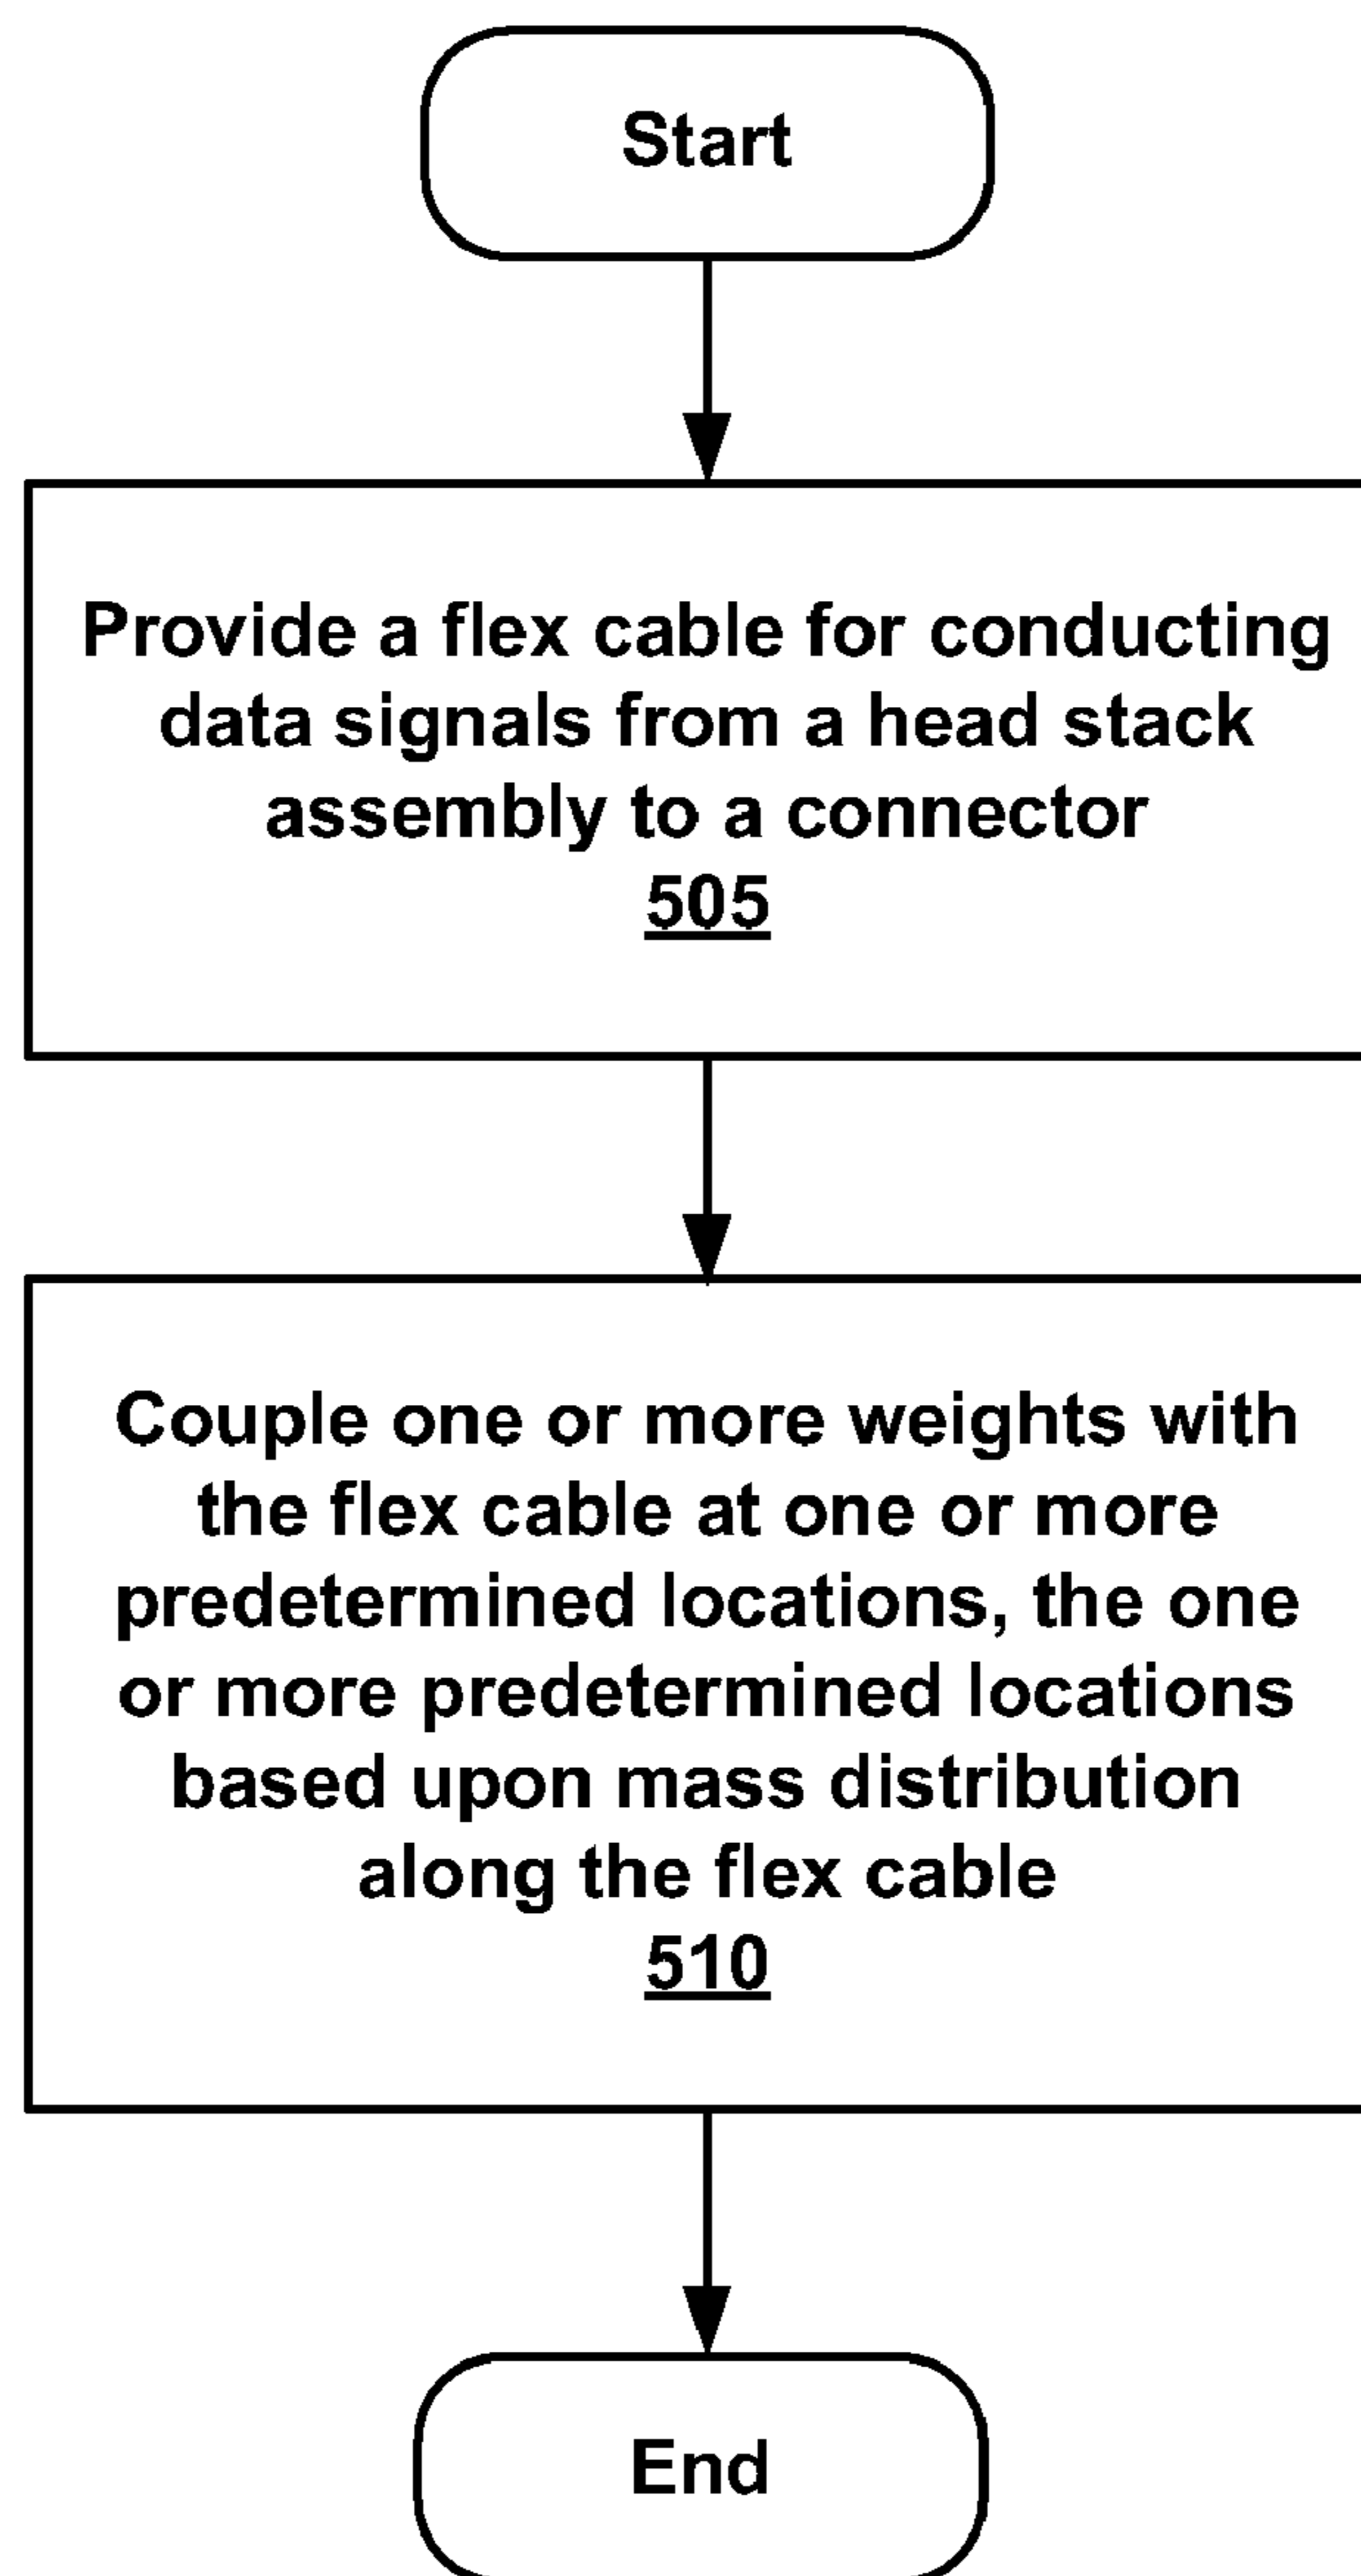 Start
Provide a flex cable for conducting
data signals from a head stack
assembly to a connector
505
Couple one or more weights with
the flex cable at one or more
predetermined locations, the one
or more predetermined locations
based upon mass distribution
along the flex cable
510
End